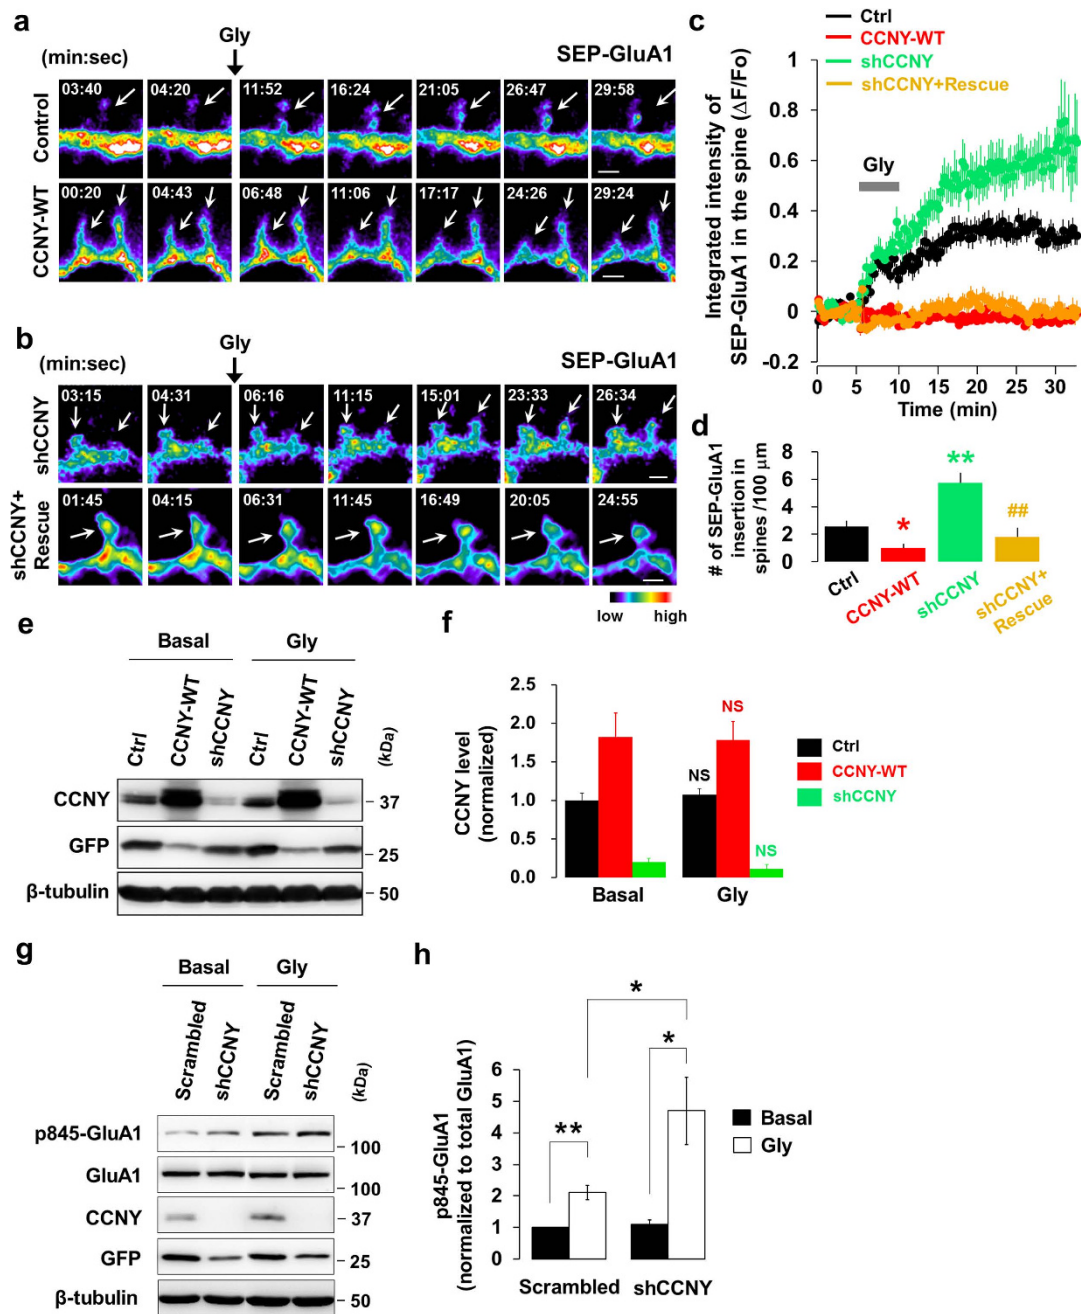 a
Gly
(min:sec)
SEP-GluA1
Control
03:40 04:20 11:52 16:24 21:05 26:47 29:58
CCNY-WT
00:20 04:43 06:48 11:06 17:17 24:26 29:24
b
Gly
(min:sec)
SEP-GluA1
shCCNY
03:15 04:31 06:16 11:15 15:01 23:33 26:34
shCCNY+
Rescue
01:45 04:15 06:31 11:45 16:49 20:05 24:55
low high
c
Ctrl
CCNY-WT
shCCNY
shCCNY+Rescue
Integrated intensity of
SEP-GluA1 in the spine (ΔF/Fo)
1
0.8
0.6
0.4
0.2
0
-0.2
Gly
0 5 10 15 20 25 30
Time (min)
d
# of SEP-GluA1
insertion in
spines /100 μm
8
6
4
2
0
* ** ##
Ctrl
CCNY-WT
shCCNY
shCCNY+
Rescue
e
Basal Gly
Ctrl CCNY-WT shCCNY Ctrl CCNY-WT shCCNY (kDa)
CCNY 37
GFP 25
β-tubulin 50
f
CCNY level
(normalized)
2.5
2.0
1.5
1.0
0.5
0.0
NS NS NS
Basal Gly
Ctrl
CCNY-WT
shCCNY
g
Basal Gly
Scrambled shCCNY Scrambled shCCNY (kDa)
p845-GluA1 100
GluA1 100
CCNY 37
GFP 25
β-tubulin 50
h
p845-GluA1
(normalized to total GluA1)
6
5
4
3
2
1
0
** * *
Scrambled shCCNY
Basal
Gly